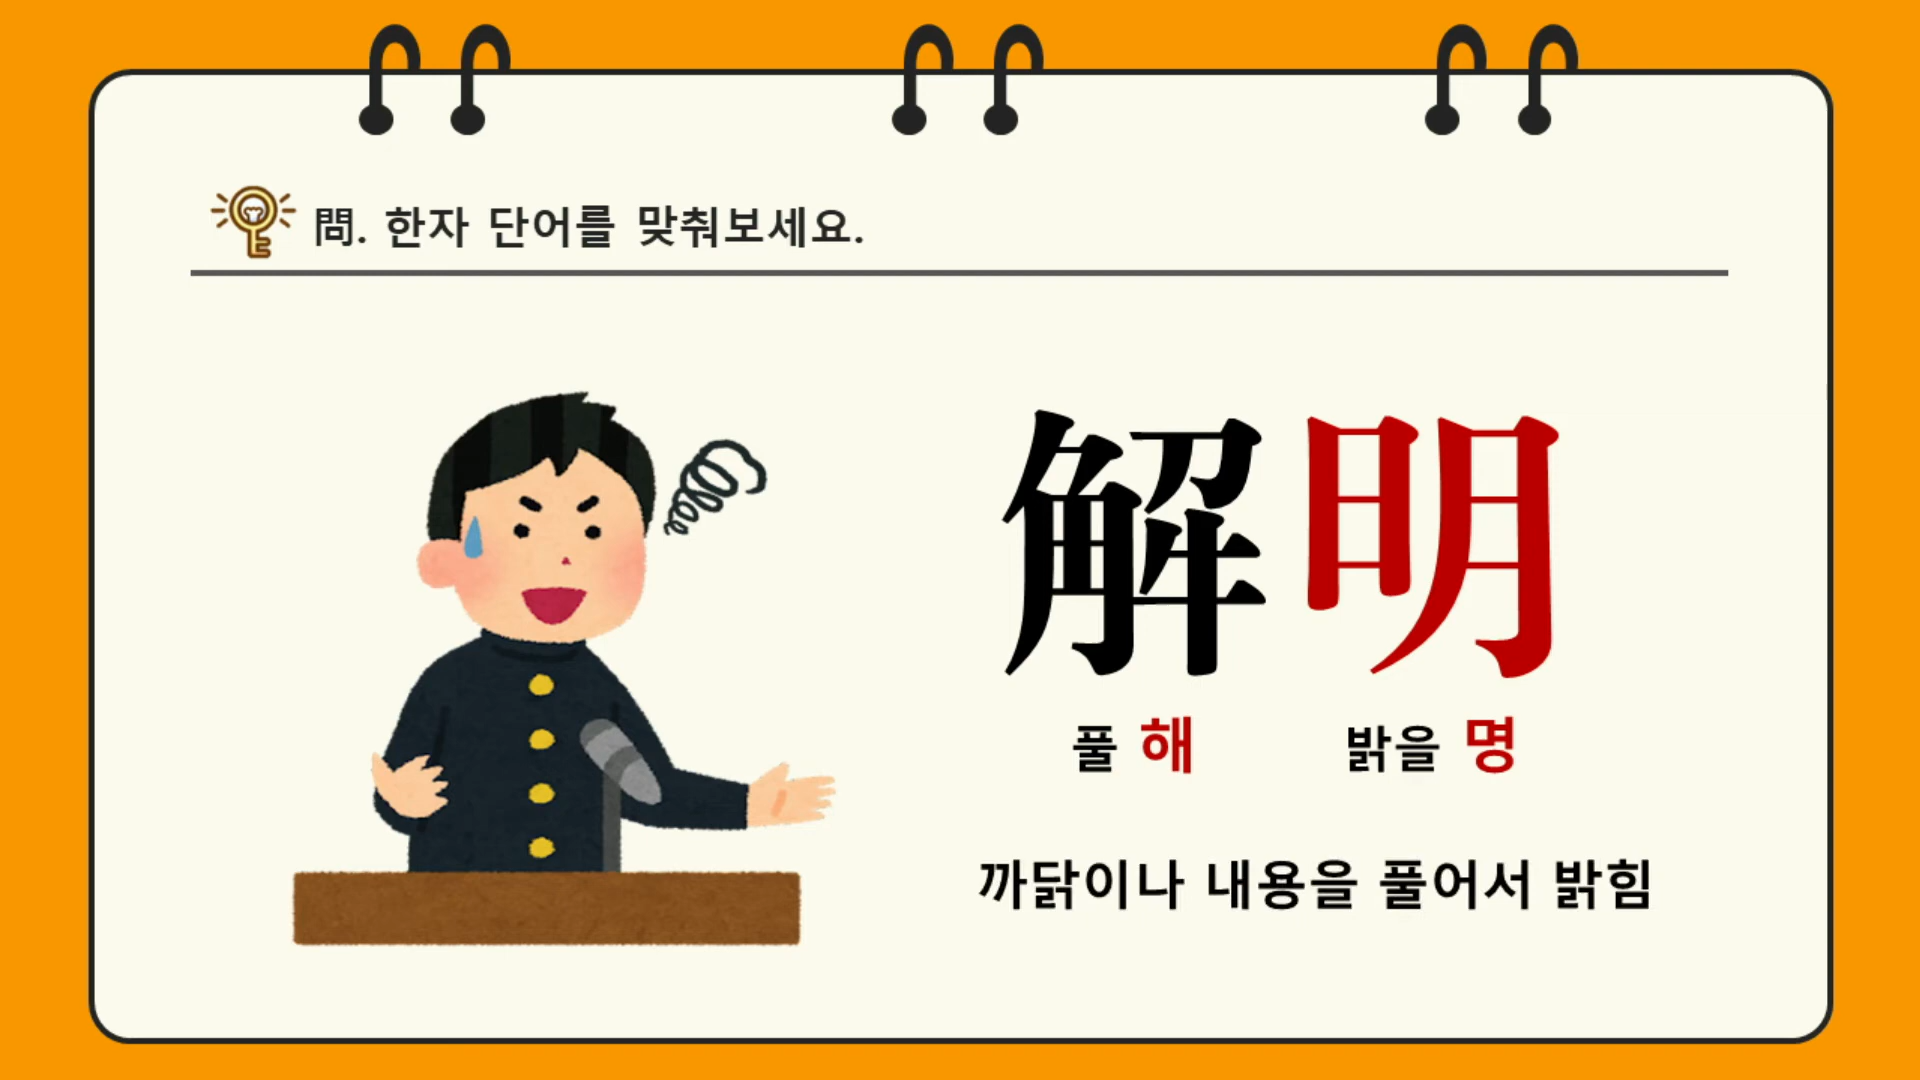 問. 한자 단어를 맞춰보세요.
解明
풀 해 밝을 명
까닭이나 내용을 풀어서 밝힘